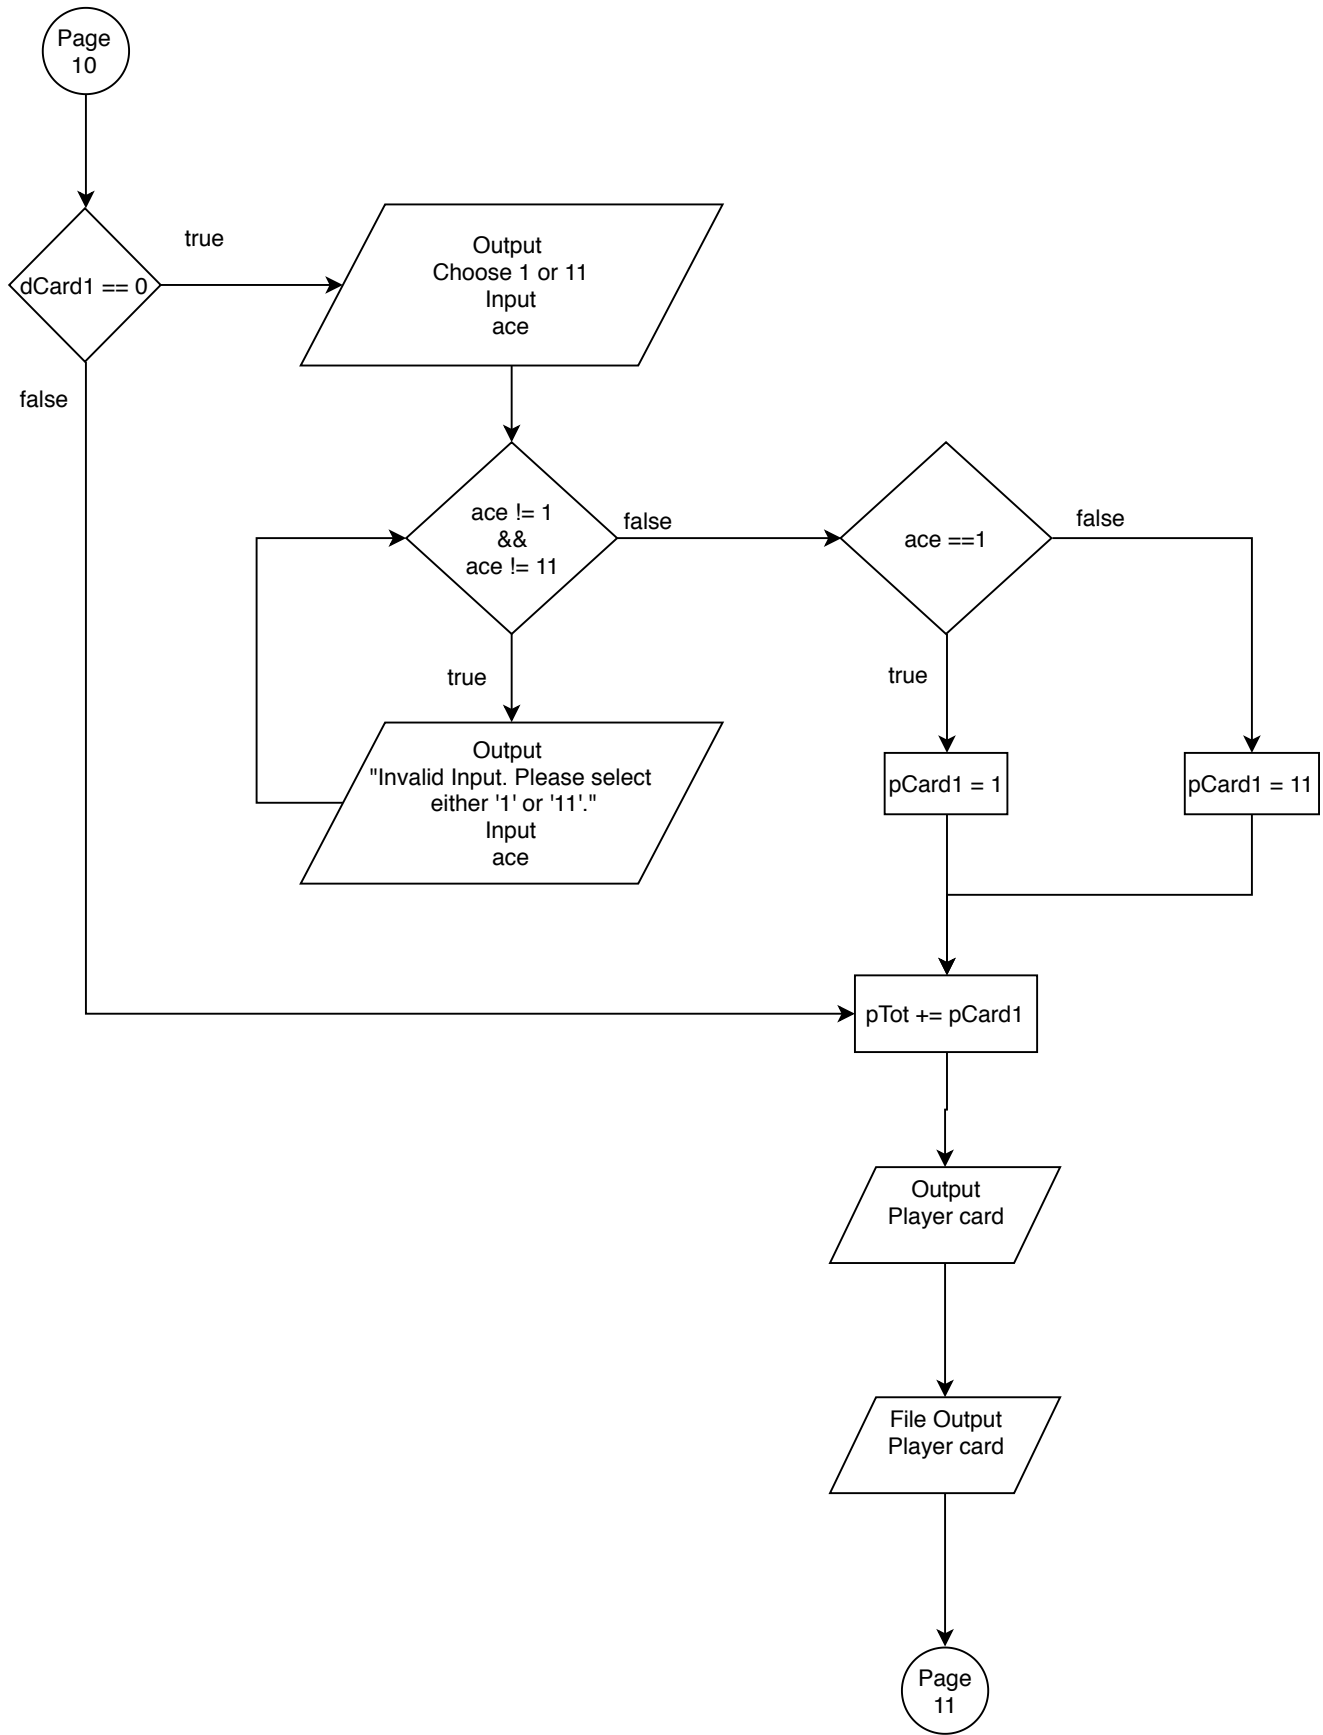 Page
10
true
dCard1 == 0
Output
Choose 1 or 11
Input
ace
false
ace != 1
&&
ace != 11
false
ace ==1
false
true
true
Output
"Invalid Input. Please select
either '1' or '11'."
Input
ace
pCard1 = 1
pCard1 = 11
pTot += pCard1
Output
Player card
File Output
Player card
Page
11